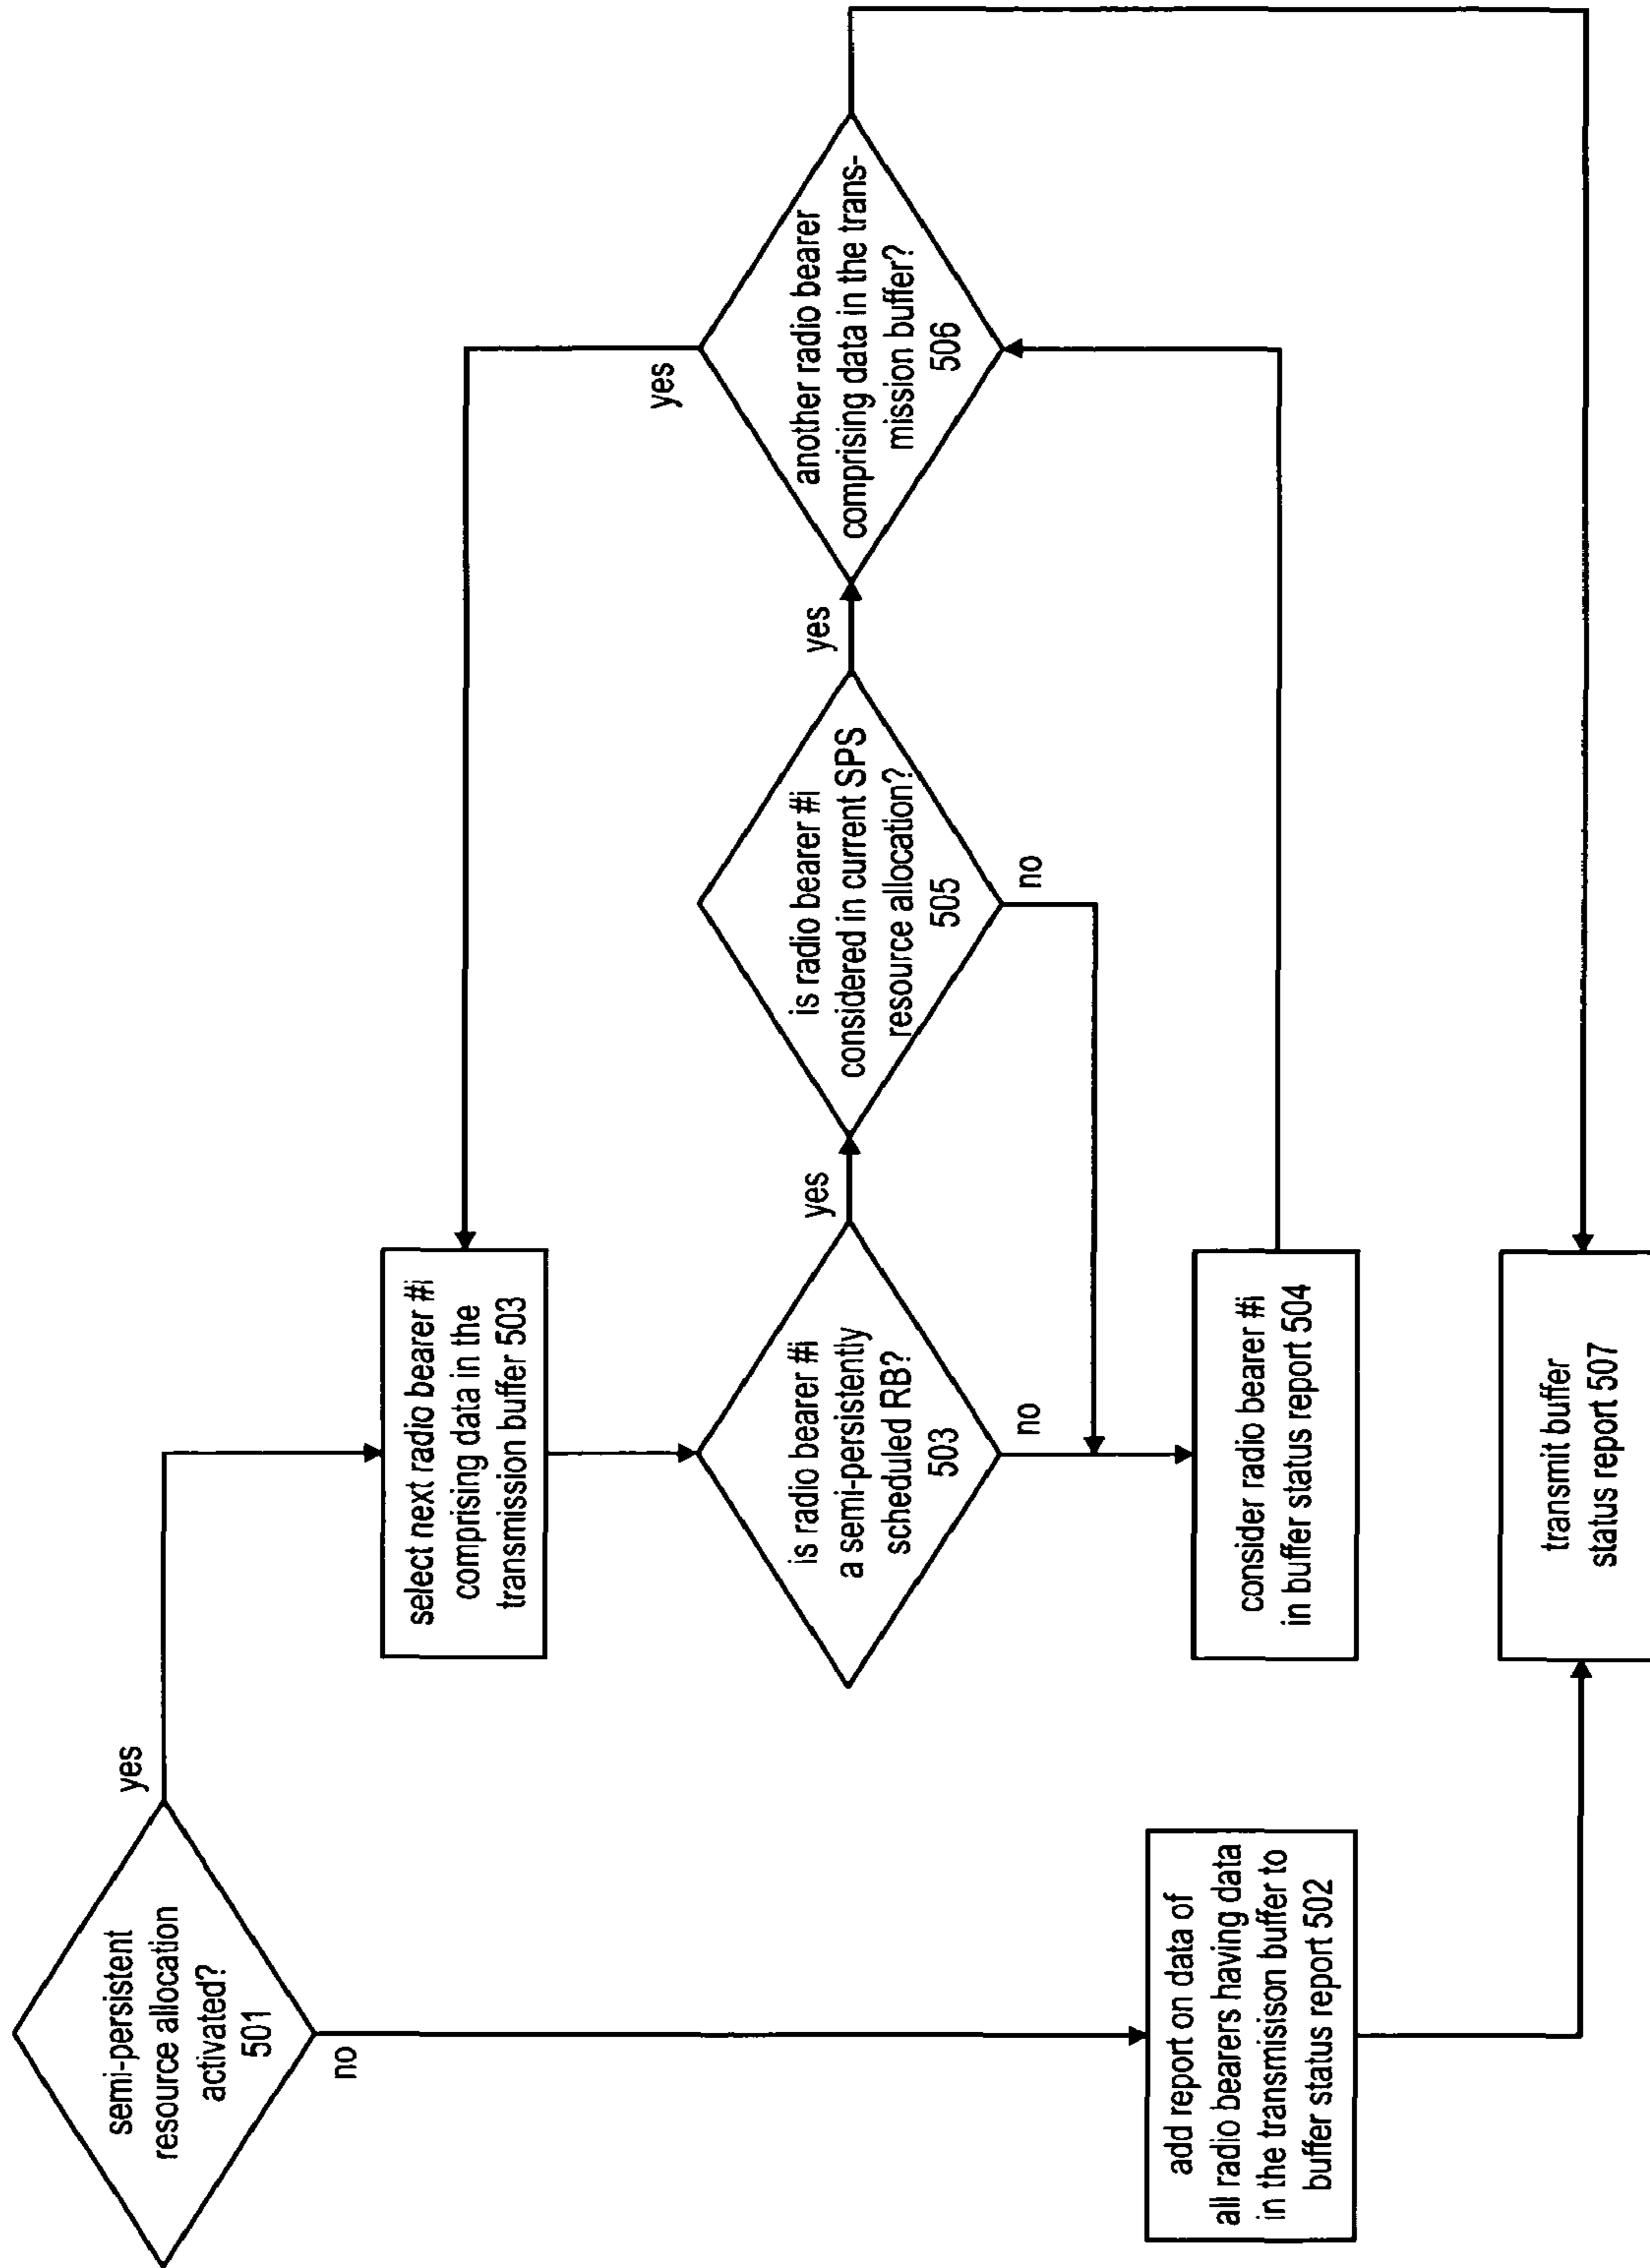 semi-persistent
resource allocation
activated?
501
yes
no
add report on data of
all radio bearers having data
in the transmisison buffer to
buffer status report 502
select next radio bearer #i
comprising data in the
transmission buffer 503
is radio bearer #i
a semi-persistently
scheduled RB?
503
yes
no
consider radio bearer #i
in buffer status report 504
is radio bearer #i
considered in current SPS
resource allocation?
505
yes
no
another radio bearer
comprising data in the trans-
mission buffer?
506
yes
transmit buffer
status report 507